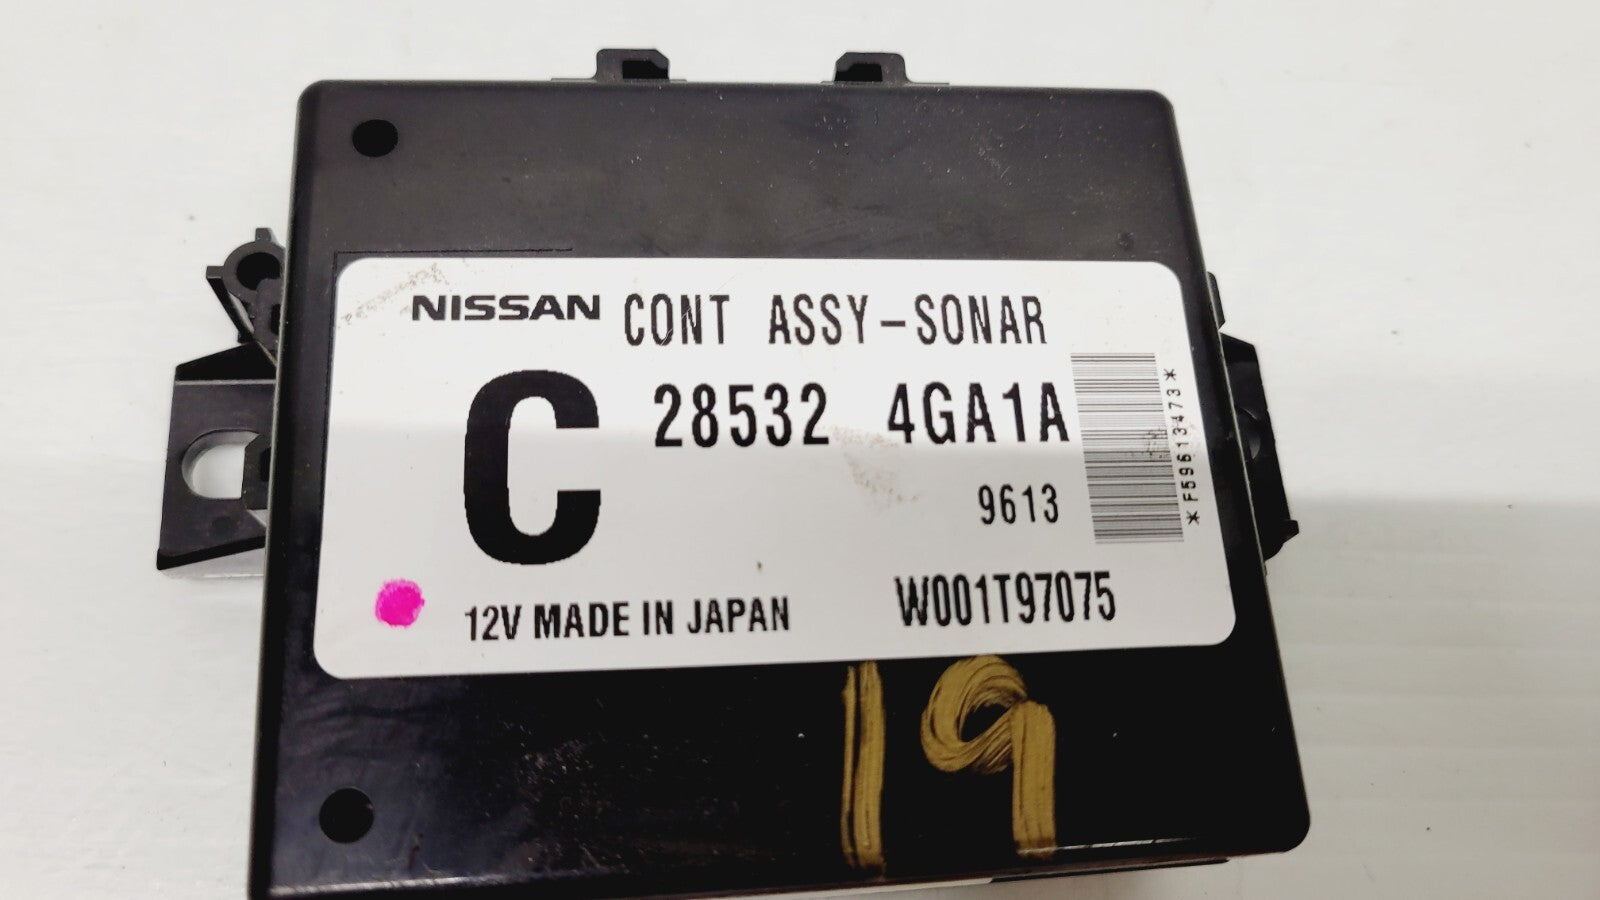 NISSAN CONT ASSY-SONAR
C 28532 4GA1A
9613
*F59613473*
12V MADE IN JAPAN W001T97075
19